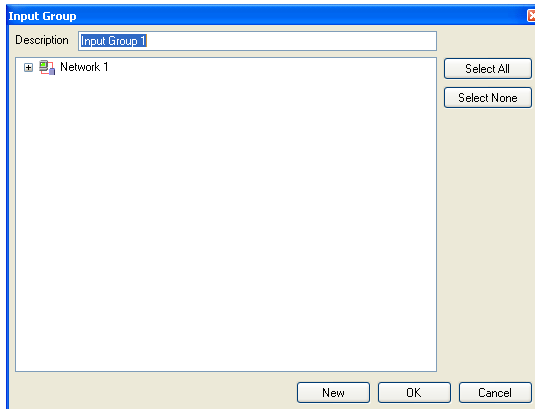 Input Group
Description Input Group 1
Network 1
Select All
Select None
New OK Cancel